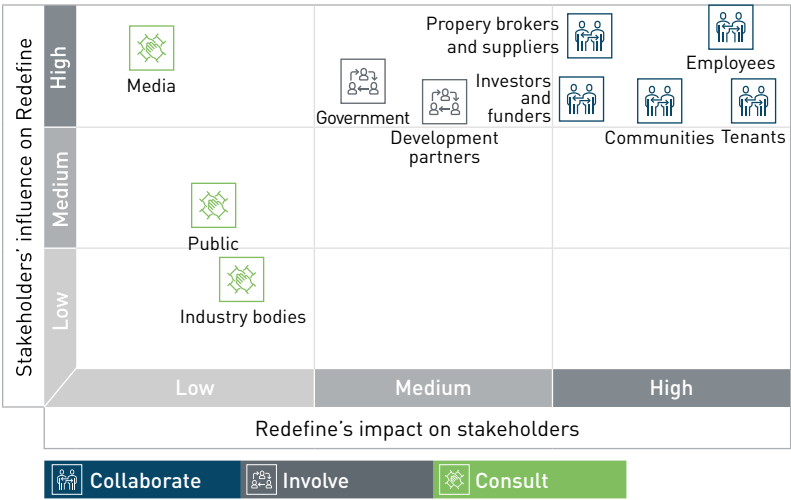 Stakeholders' influence on Redefine
High
Medium
Low
Media
Government
Development
partners
Propery brokers
and suppliers
Investors
and
funders
Employees
Communities
Tenants
Public
Industry bodies
Low
Medium
High
Redefine's impact on stakeholders
Collaborate
Involve
Consult